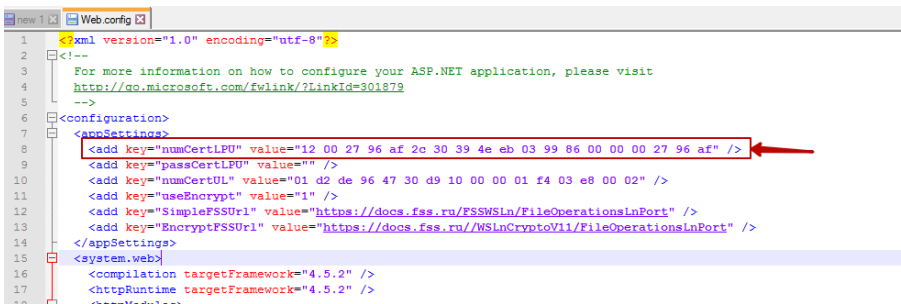 new 1 Web.config
1 <?xml version="1.0" encoding="utf-8"?>
2 <!--
3 For more information on how to configure your ASP.NET application, please visit
4 http://go.microsoft.com/fwlink/?LinkId=301879
5 -->
6 <configuration>
7 <appSettings>
8 <add key="numCertLPU" value="12 00 27 96 af 2c 30 39 4e eb 03 99 86 00 00 00 27 96 af" />
9 <add key="passCertLPU" value="" />
10 <add key="numCertUL" value="01 d2 de 96 47 30 d9 10 00 00 01 f4 03 e8 00 02" />
11 <add key="useEncrypt" value="1" />
12 <add key="SimpleFSSUrl" value="https://docs.fss.ru/FSSWSLn/FileOperationsLnPort" />
13 <add key="EncryptFSSUrl" value="https://docs.fss.ru//WSLnCryptoV11/FileOperationsLnPort" />
14 </appSettings>
15 <system.web>
16 <compilation targetFramework="4.5.2" />
17 <httpRuntime targetFramework="4.5.2" />
18 <httpModules>